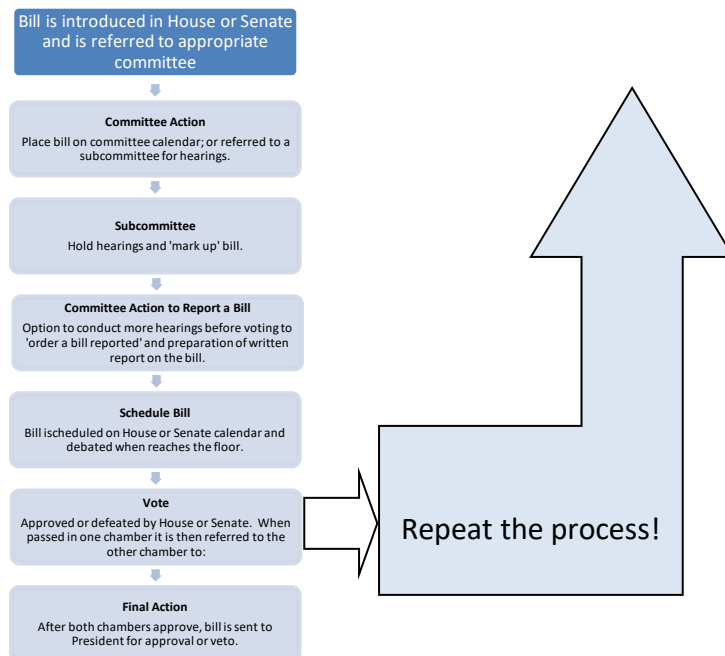 Bill is introduced in House or Senate
and is referred to appropriate
committee
Committee Action
Place bill on committee calendar; or referred to a
subcommittee for hearings.
Subcommittee
Hold hearings and 'mark up' bill.
Committee Action to Report a Bill
Option to conduct more hearings before voting to
'order a bill reported' and preparation of written
report on the bill.
Schedule Bill
Bill ischeduled on House or Senate calendar and
debated when reaches the floor.
Vote
Approved or defeated by House or Senate. When
passed in one chamber it is then referred to the
other chamber to:
Repeat the process!
Final Action
After both chambers approve, bill is sent to
President for approval or veto.